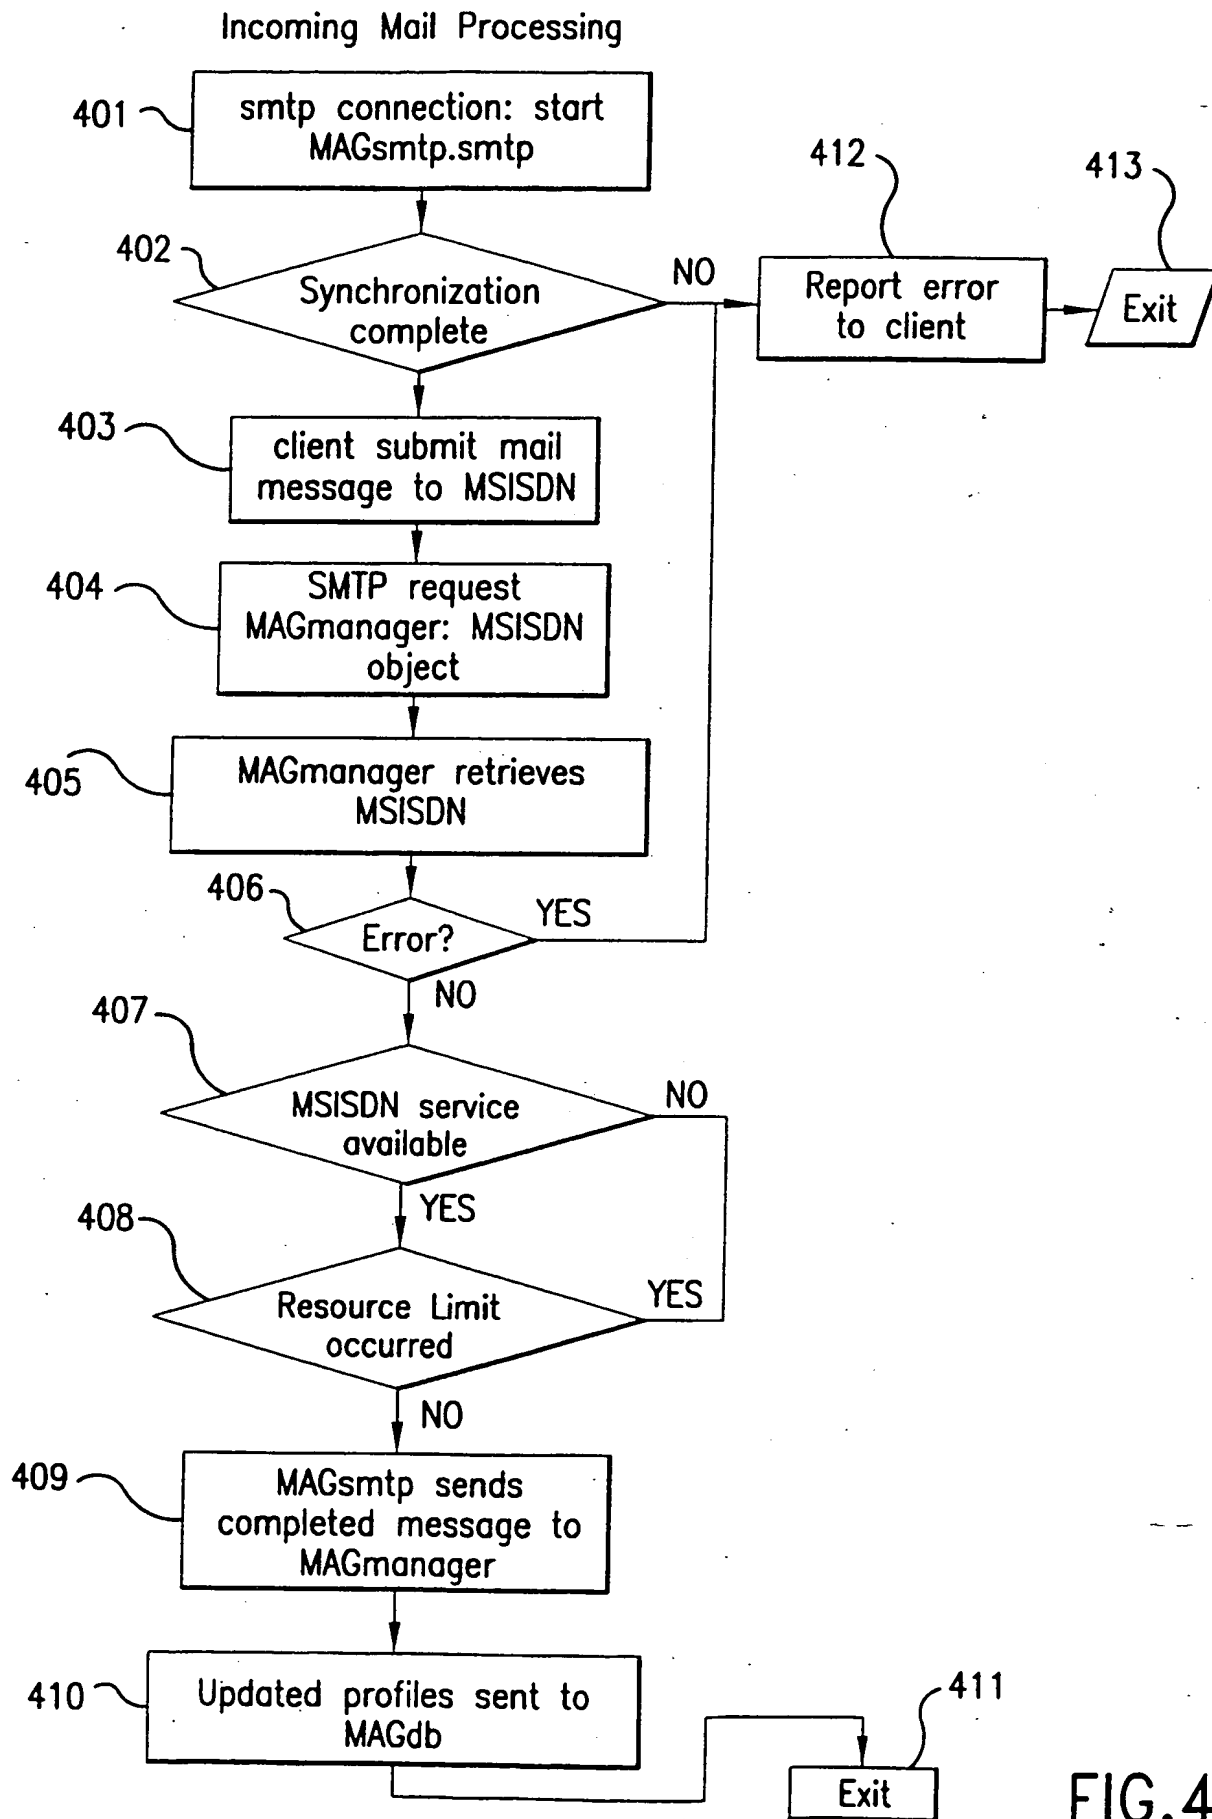 Incoming Mail Processing
401
smtp connection: start
MAGsmtp.smtp
412
413
402
Synchronization
complete
NO
Report error
to client
Exit
403
client submit mail
message to MSISDN
404
SMTP request
MAGmanager: MSISDN
object
405
MAGmanager retrieves
MSISDN
406
Error?
YES
NO
407
MSISDN service
available
NO
YES
408
Resource Limit
occurred
YES
NO
409
MAGsmtp sends
completed message to
MAGmanager
410
Updated profiles sent to
MAGdb
411
Exit
FIG.4